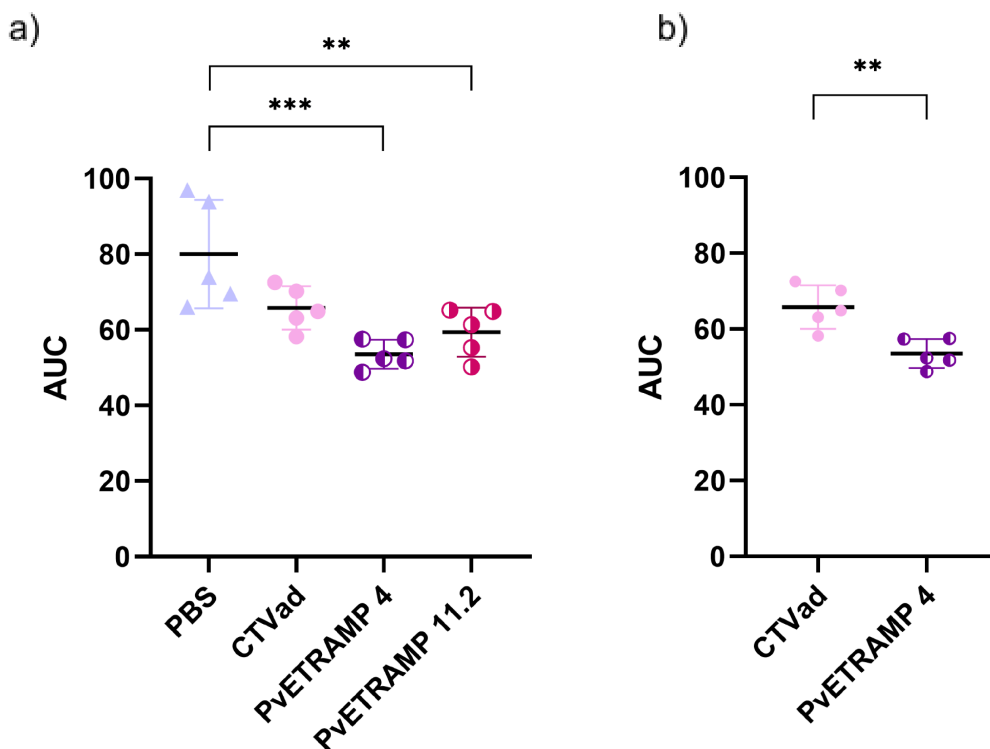 a)
**
***
AUC
100
80
60
40
20
0
PBS
CTVad
PvETRAMP 4
PvETRAMP 11.2
b)
**
AUC
100
80
60
40
20
0
CTVad
PvETRAMP 4